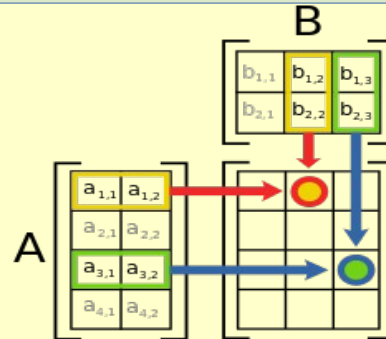 B
b1,1 b1,2 b1,3
b2,1 b2,2 b2,3
A
a1,1 a1,2
a2,1 a2,2
a3,1 a3,2
a4,1 a4,2